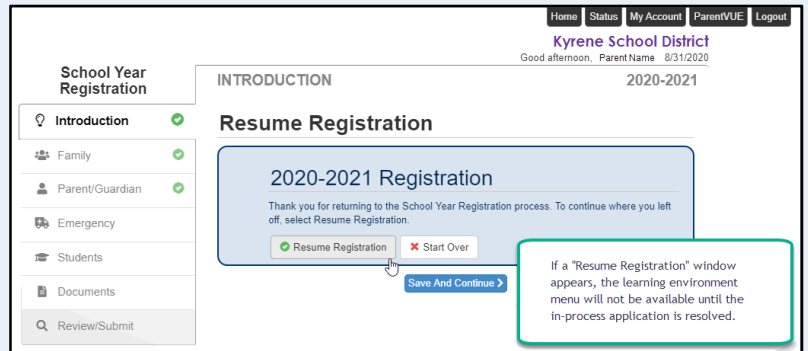 Home Status My Account ParentVUE Logout
Kyrene School District
Good afternoon, Parent Name 8/31/2020
School Year
Registration
INTRODUCTION 2020-2021
Introduction
Family
Parent/Guardian
Emergency
Students
Documents
Review/Submit
Resume Registration
2020-2021 Registration
Thank you for returning to the School Year Registration process. To continue where you left
off, select Resume Registration.
Resume Registration Start Over
Save And Continue
If a "Resume Registration" window
appears, the learning environment
menu will not be available until the
in-process application is resolved.